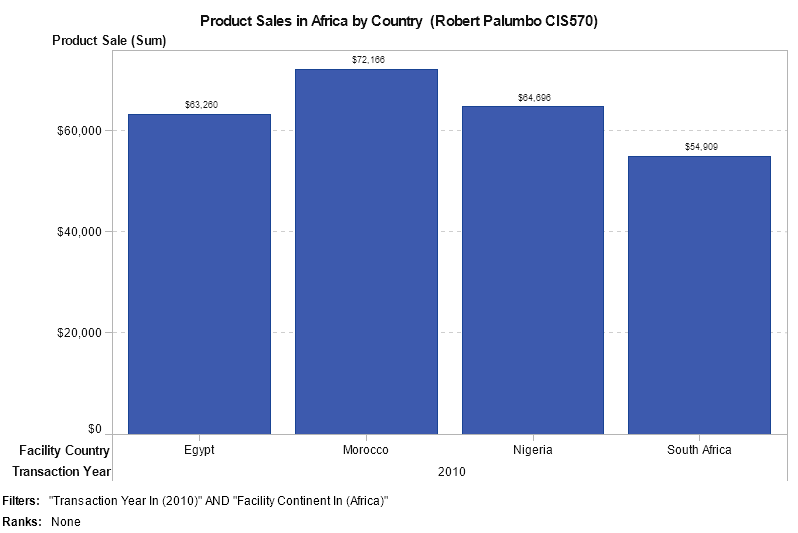 Product Sales in Africa by Country (Robert Palumbo CIS570)
Product Sale (Sum)
$72,166
$63,260
$64,696
$54,909
$60,000
$40,000
$20,000
$0
Facility Country Egypt Morocco Nigeria South Africa
Transaction Year 2010
Filters: "Transaction Year In (2010)" AND "Facility Continent In (Africa)"
Ranks: None